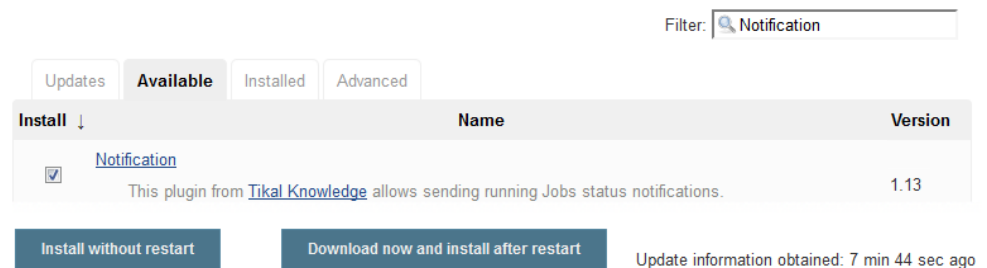 Filter: Notification
Updates Available Installed Advanced
Install ↓ Name Version
Notification
This plugin from Tikal Knowledge allows sending running Jobs status notifications.
1.13
Install without restart Download now and install after restart Update information obtained: 7 min 44 sec ago